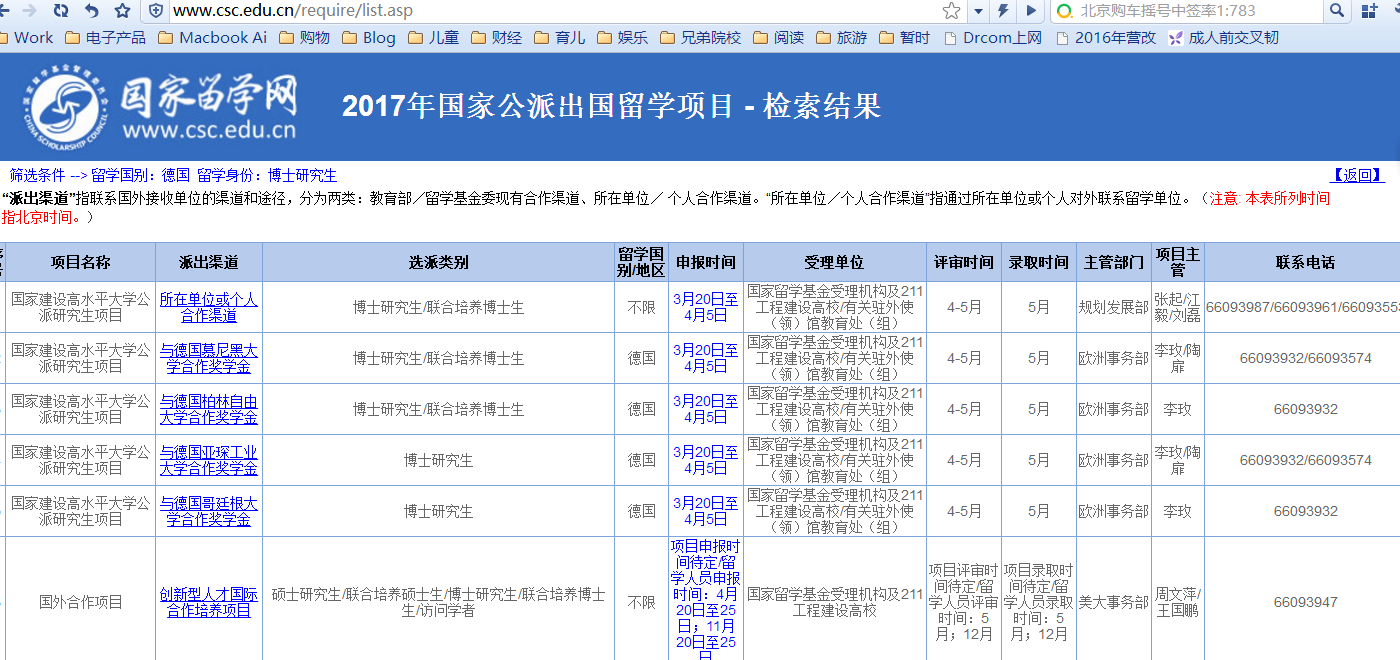 www.csc.edu.cn/require/list.asp
北京购车摇号中签率1:783
Work 电子产品 Macbook Ai 购物 Blog 儿童 财经 育儿 娱乐 兄弟院校 阅读 旅游 暂时 Drcom上网 2016年营改 成人前交叉韧
国家留学网
www.csc.edu.cn
CHINA SCHOLARSHIP COUNCIL
2017年国家公派出国留学项目 - 检索结果
筛选条件 --> 留学国别：德国 留学身份：博士研究生
【返回】
“派出渠道”指联系国外接收单位的渠道和途径，分为两类：教育部／留学基金委现有合作渠道、所在单位／ 个人合作渠道。“所在单位／个人合作渠道”指通过所在单位或个人对外联系留学单位。（注意: 本表所列时间
指北京时间。）
项目名称 派出渠道 选派类别 留学国
别/地区 申报时间 受理单位 评审时间 录取时间 主管部门 项目主
管 联系电话
国家建设高水平大学公
派研究生项目
所在单位或个人
合作渠道
博士研究生/联合培养博士生
不限
3月20日至
4月5日
国家留学基金受理机构及211
工程建设高校/有关驻外使
（领）馆教育处（组）
4-5月
5月
规划发展部
张起/江
毅/刘磊
66093987/66093961/6609355
国家建设高水平大学公
派研究生项目
与德国慕尼黑大
学合作奖学金
博士研究生/联合培养博士生
德国
3月20日至
4月5日
国家留学基金受理机构及211
工程建设高校/有关驻外使
（领）馆教育处（组）
4-5月
5月
欧洲事务部
李玫/陶
扉
66093932/66093574
国家建设高水平大学公
派研究生项目
与德国柏林自由
大学合作奖学金
博士研究生/联合培养博士生
德国
3月20日至
4月5日
国家留学基金受理机构及211
工程建设高校/有关驻外使
（领）馆教育处（组）
4-5月
5月
欧洲事务部
李玫
66093932
国家建设高水平大学公
派研究生项目
与德国亚琛工业
大学合作奖学金
博士研究生
德国
3月20日至
4月5日
国家留学基金受理机构及211
工程建设高校/有关驻外使
（领）馆教育处（组）
4-5月
5月
欧洲事务部
李玫/陶
扉
66093932/66093574
国家建设高水平大学公
派研究生项目
与德国哥廷根大
学合作奖学金
博士研究生
德国
3月20日至
4月5日
国家留学基金受理机构及211
工程建设高校/有关驻外使
（领）馆教育处（组）
4-5月
5月
欧洲事务部
李玫
66093932
国外合作项目
创新型人才国际
合作培养项目
硕士研究生/联合培养硕士生/博士研究生/联合培养博士
生/访问学者
不限
项目申报时
间待定/留
学人员申报
时间：4月
20日至25
日；11月
20日至25
日
国家留学基金受理机构及211
工程建设高校
项目评审时
间待定/留
学人员评审
时间：5
月；12月
项目录取时
间待定/留
学人员录取
时间：5
月；12月
美大事务部
周文萍/
王国鹏
66093947